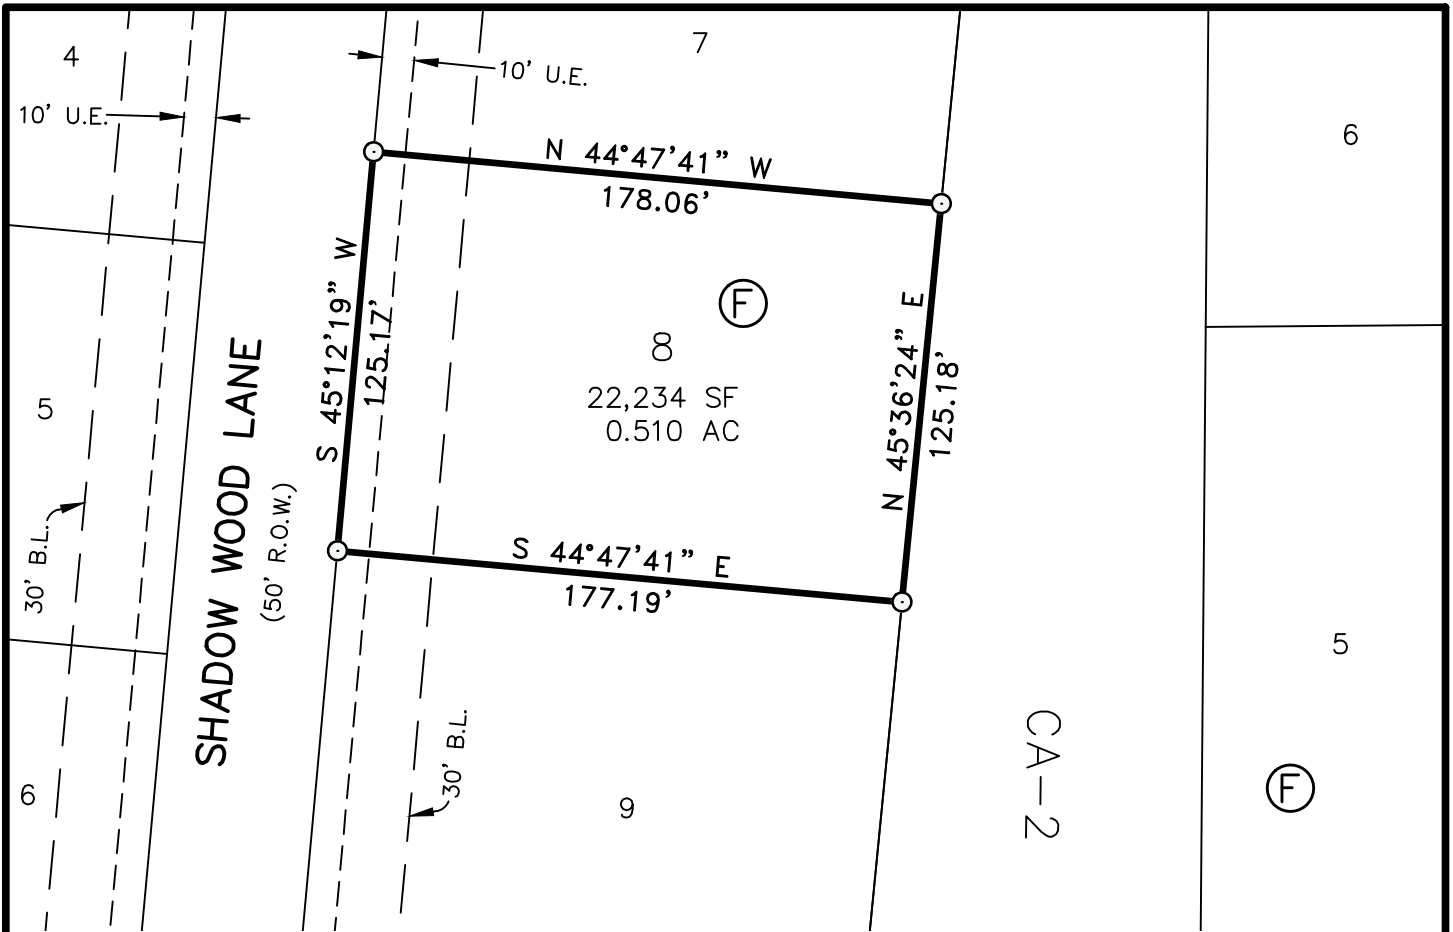 4
7
10' U.E.
10' U.E.
6
N 44°47'41" W
178.06'
S 45°12'19" W
125.17'
F
8
22,234 SF
0.510 AC
N 45°36'24" E
125.18'
5
SHADOW WOOD LANE
(50' R.O.W.)
30' B.L.
S 44°47'41" E
177.19'
5
6
30' B.L.
9
CA-2
F